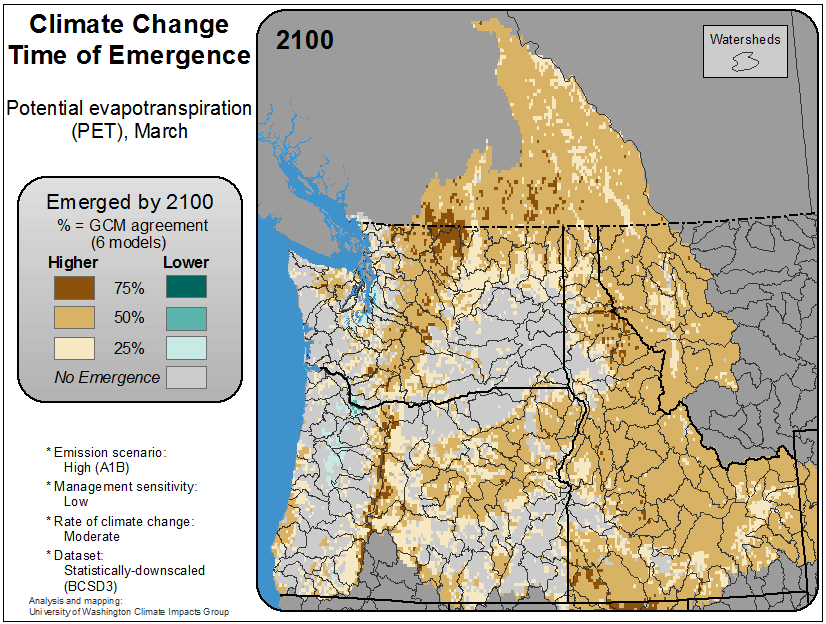 Climate Change
Time of Emergence
Potential evapotranspiration
(PET), March
Emerged by 2100
% = GCM agreement
(6 models)
Higher Lower
75%
50%
25%
No Emergence
* Emission scenario:
High (A1B)
* Management sensitivity:
Low
* Rate of climate change:
Moderate
* Dataset:
Statistically-downscaled
(BCSD3)
Analysis and mapping:
University of Washington Climate Impacts Group
2100
Watersheds